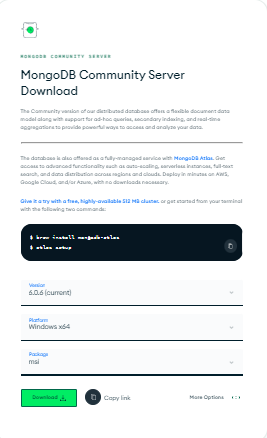 MONGODB COMMUNITY SERVER
MongoDB Community Server
Download
The Community version of our distributed database offers a flexible document data
model along with support for ad-hoc queries, secondary indexing, and real-time
aggregations to provide powerful ways to access and analyze your data.
The database is also offered as a fully-managed service with MongoDB Atlas. Get
access to advanced functionality such as auto-scaling, serverless instances, full-text
search, and data distribution across regions and clouds. Deploy in minutes on AWS,
Google Cloud, and/or Azure, with no downloads necessary.
Give it a try with a free, highly-available 512 MB cluster. or get started from your terminal
with the following two commands:
$ brew install mongodb-atlas
$ atlas setup
Version
6.0.6 (current)
Platform
Windows x64
Package
msi
Download
Copy link
More Options